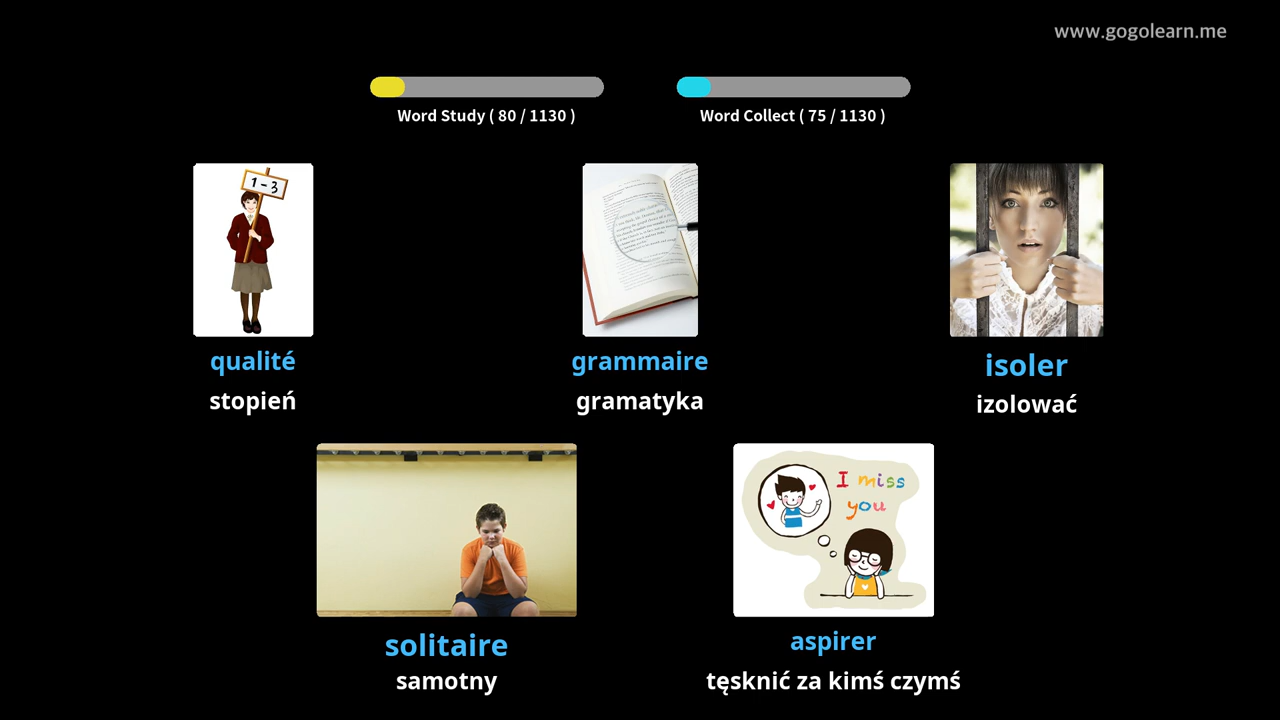 www.gogolearn.me
Word Study ( 80 / 1130 )
Word Collect ( 75 / 1130 )
1 - 3
qualité
stopień
grammaire
gramatyka
isoler
izolować
I miss
you
solitaire
samotny
aspirer
tęsknić za kimś czymś